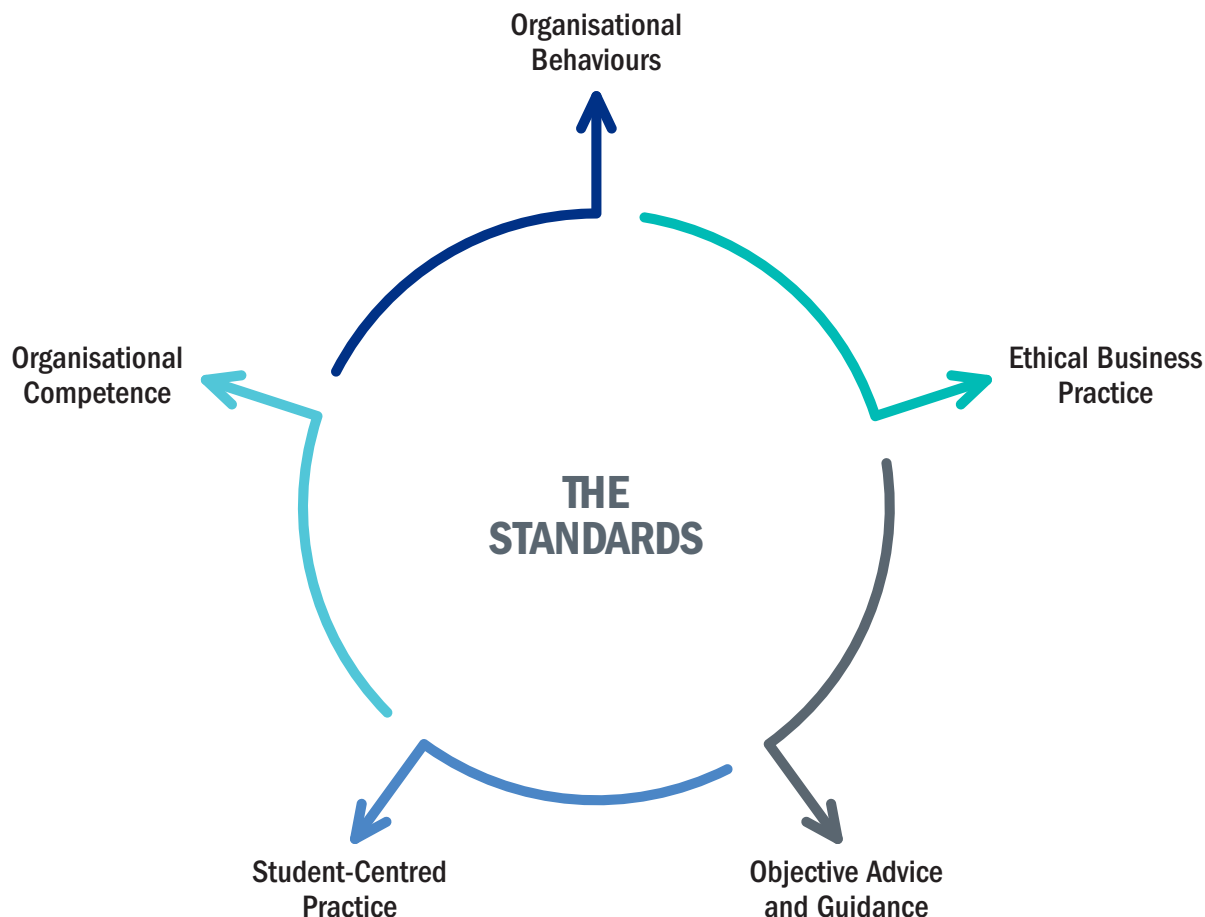 Organisational
Behaviours
Organisational
Competence
Ethical Business
Practice
THE
STANDARDS
Student-Centred
Practice
Objective Advice
and Guidance